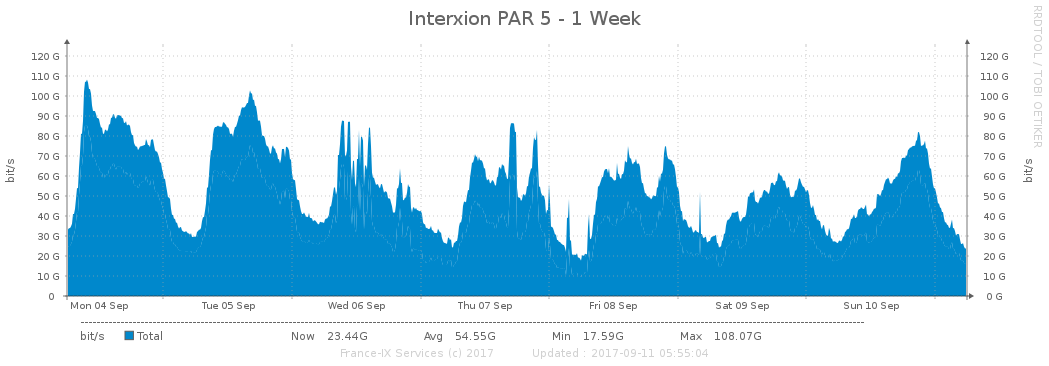 Interxion PAR 5 - 1 Week
RRDTOOL / TOBI OETIKER
bit/s
120 G 120 G
110 G 110 G
100 G 100 G
90 G 90 G
80 G 80 G
70 G 70 G
60 G 60 G
50 G 50 G
40 G 40 G
30 G 30 G
20 G 20 G
10 G 10 G
0 0 G
bit/s
Mon 04 Sep Tue 05 Sep Wed 06 Sep Thu 07 Sep Fri 08 Sep Sat 09 Sep Sun 10 Sep
bit/s Total Now 23.44G Avg 54.55G Min 17.59G Max 108.07G
France-IX Services (c) 2017 Updated : 2017-09-11 05:55:04